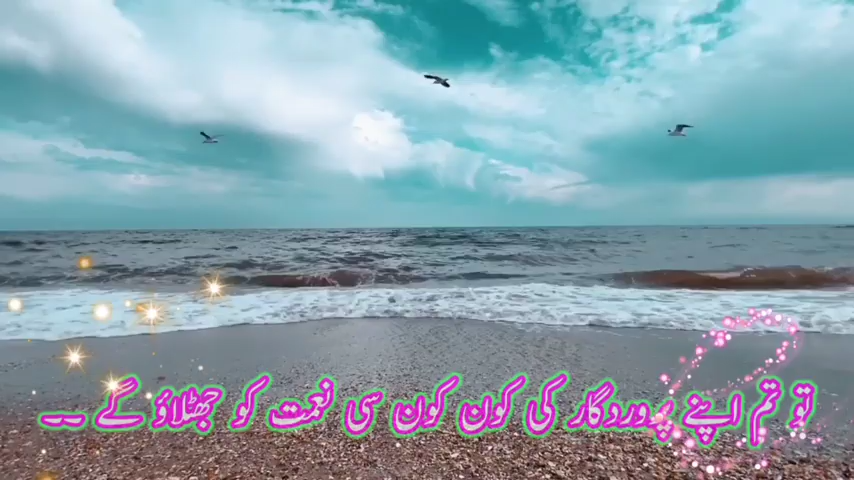 تو تم اپنے پروردگار کی کون کون سی نعمت کو جھٹلاؤ گے ۔۔